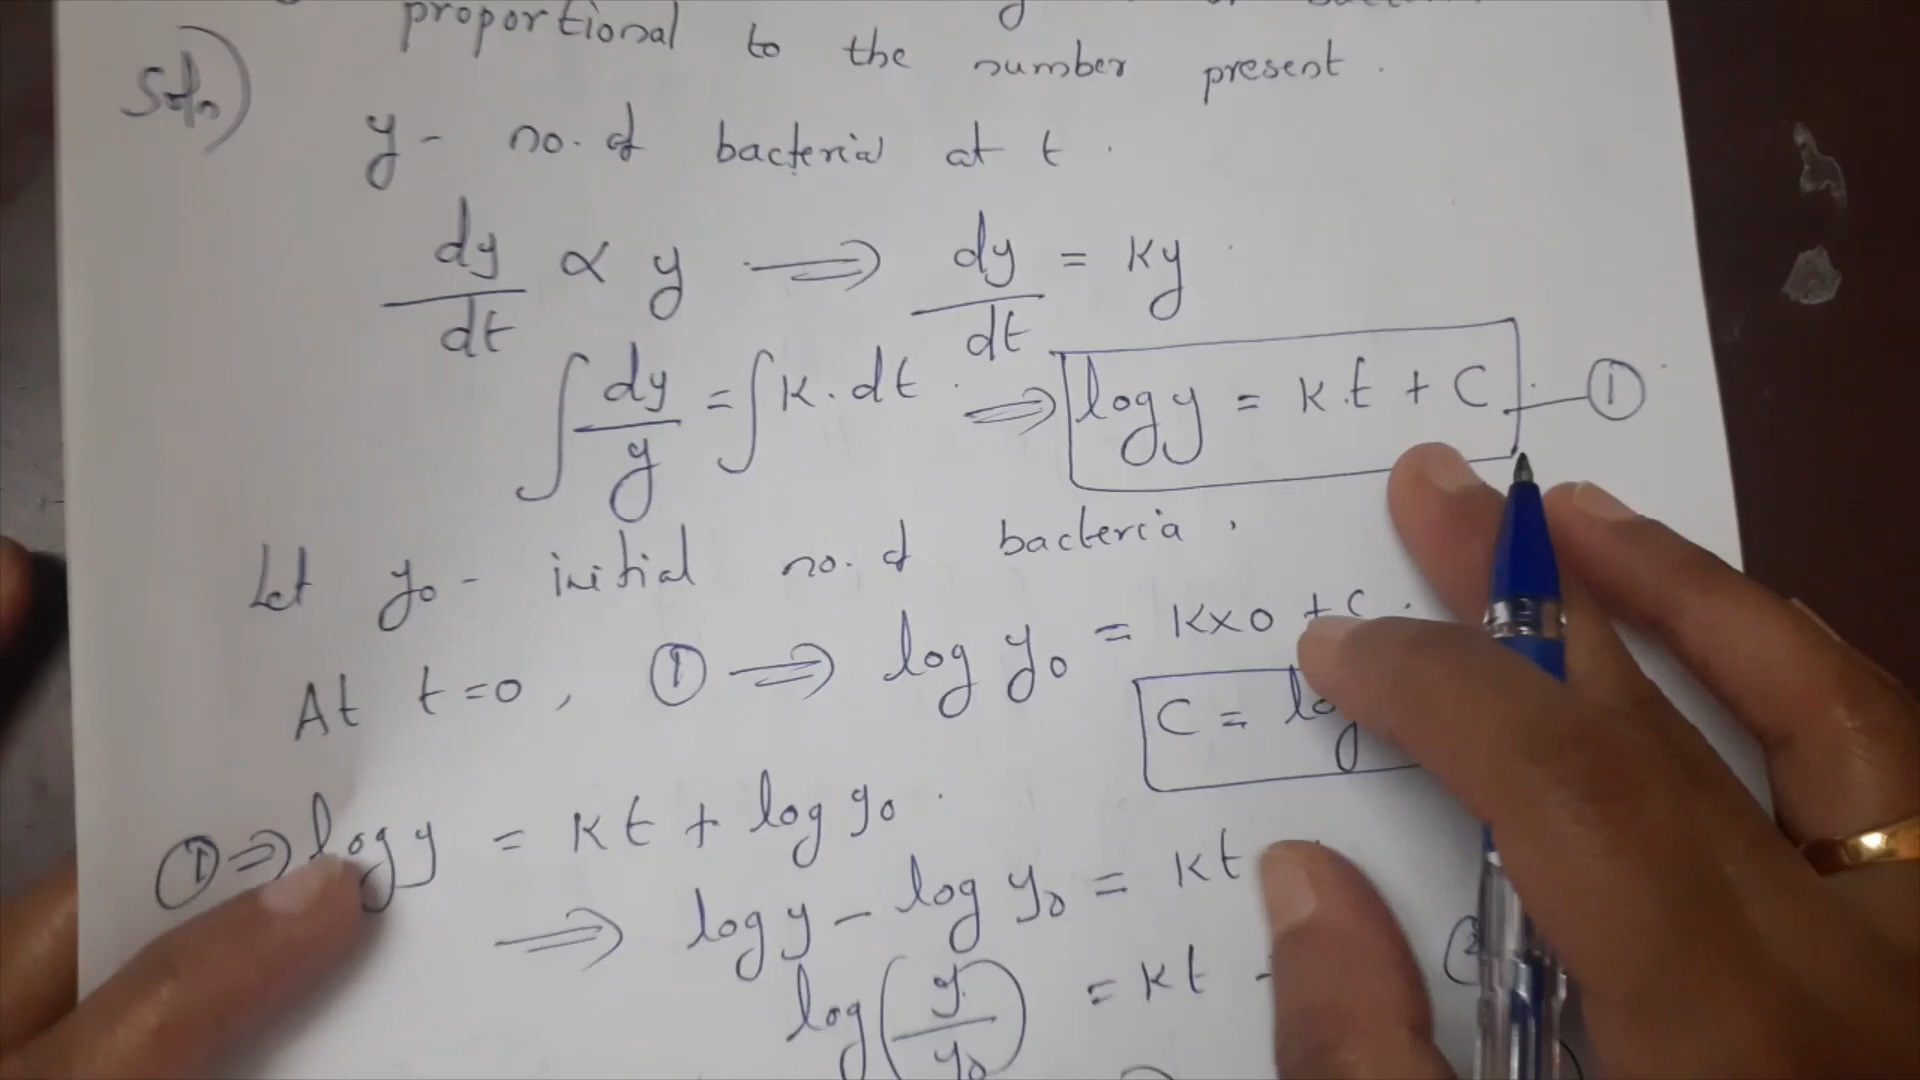 proportional to the number present.
Soln)
y - no. of bacteria at t.
dy/dt ∝ y ⟹ dy/dt = ky
∫ dy/y = ∫ k. dt. ⟹ log y = k.t + C. — ①
Let y₀ - initial no. of bacteria.
At t=0, ① ⟹ log y₀ = k×0 + C.
C = log
① ⟹ log y = kt + log y₀.
⟹ log y - log y₀ = kt
log(y/y₀) = kt -